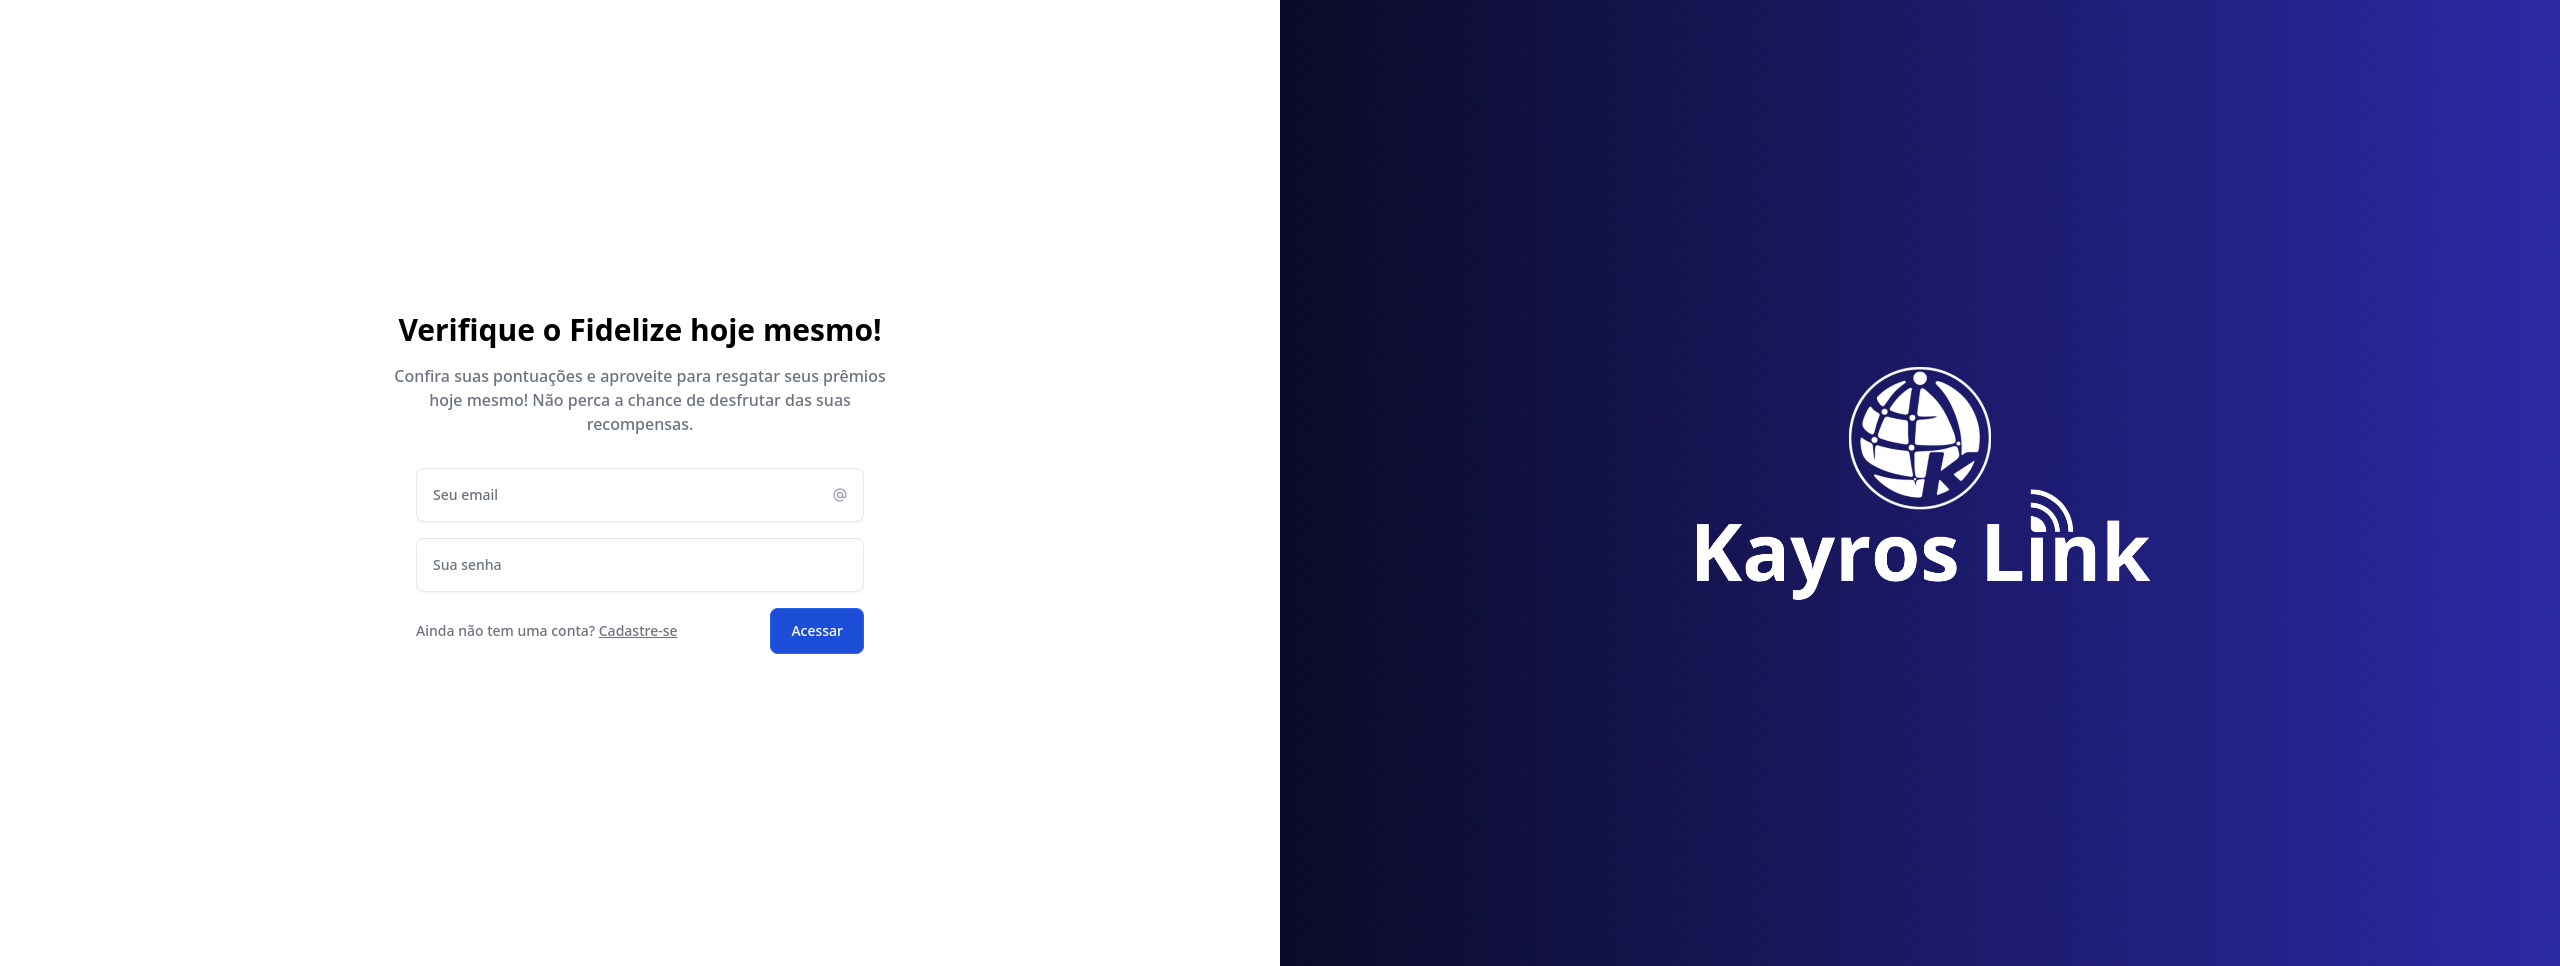 Verifique o Fidelize hoje mesmo!
Confira suas pontuações e aproveite para resgatar seus prêmios
hoje mesmo! Não perca a chance de desfrutar das suas
recompensas.
Seu email
Sua senha
Ainda não tem uma conta? Cadastre-se
Acessar
Kayros Link